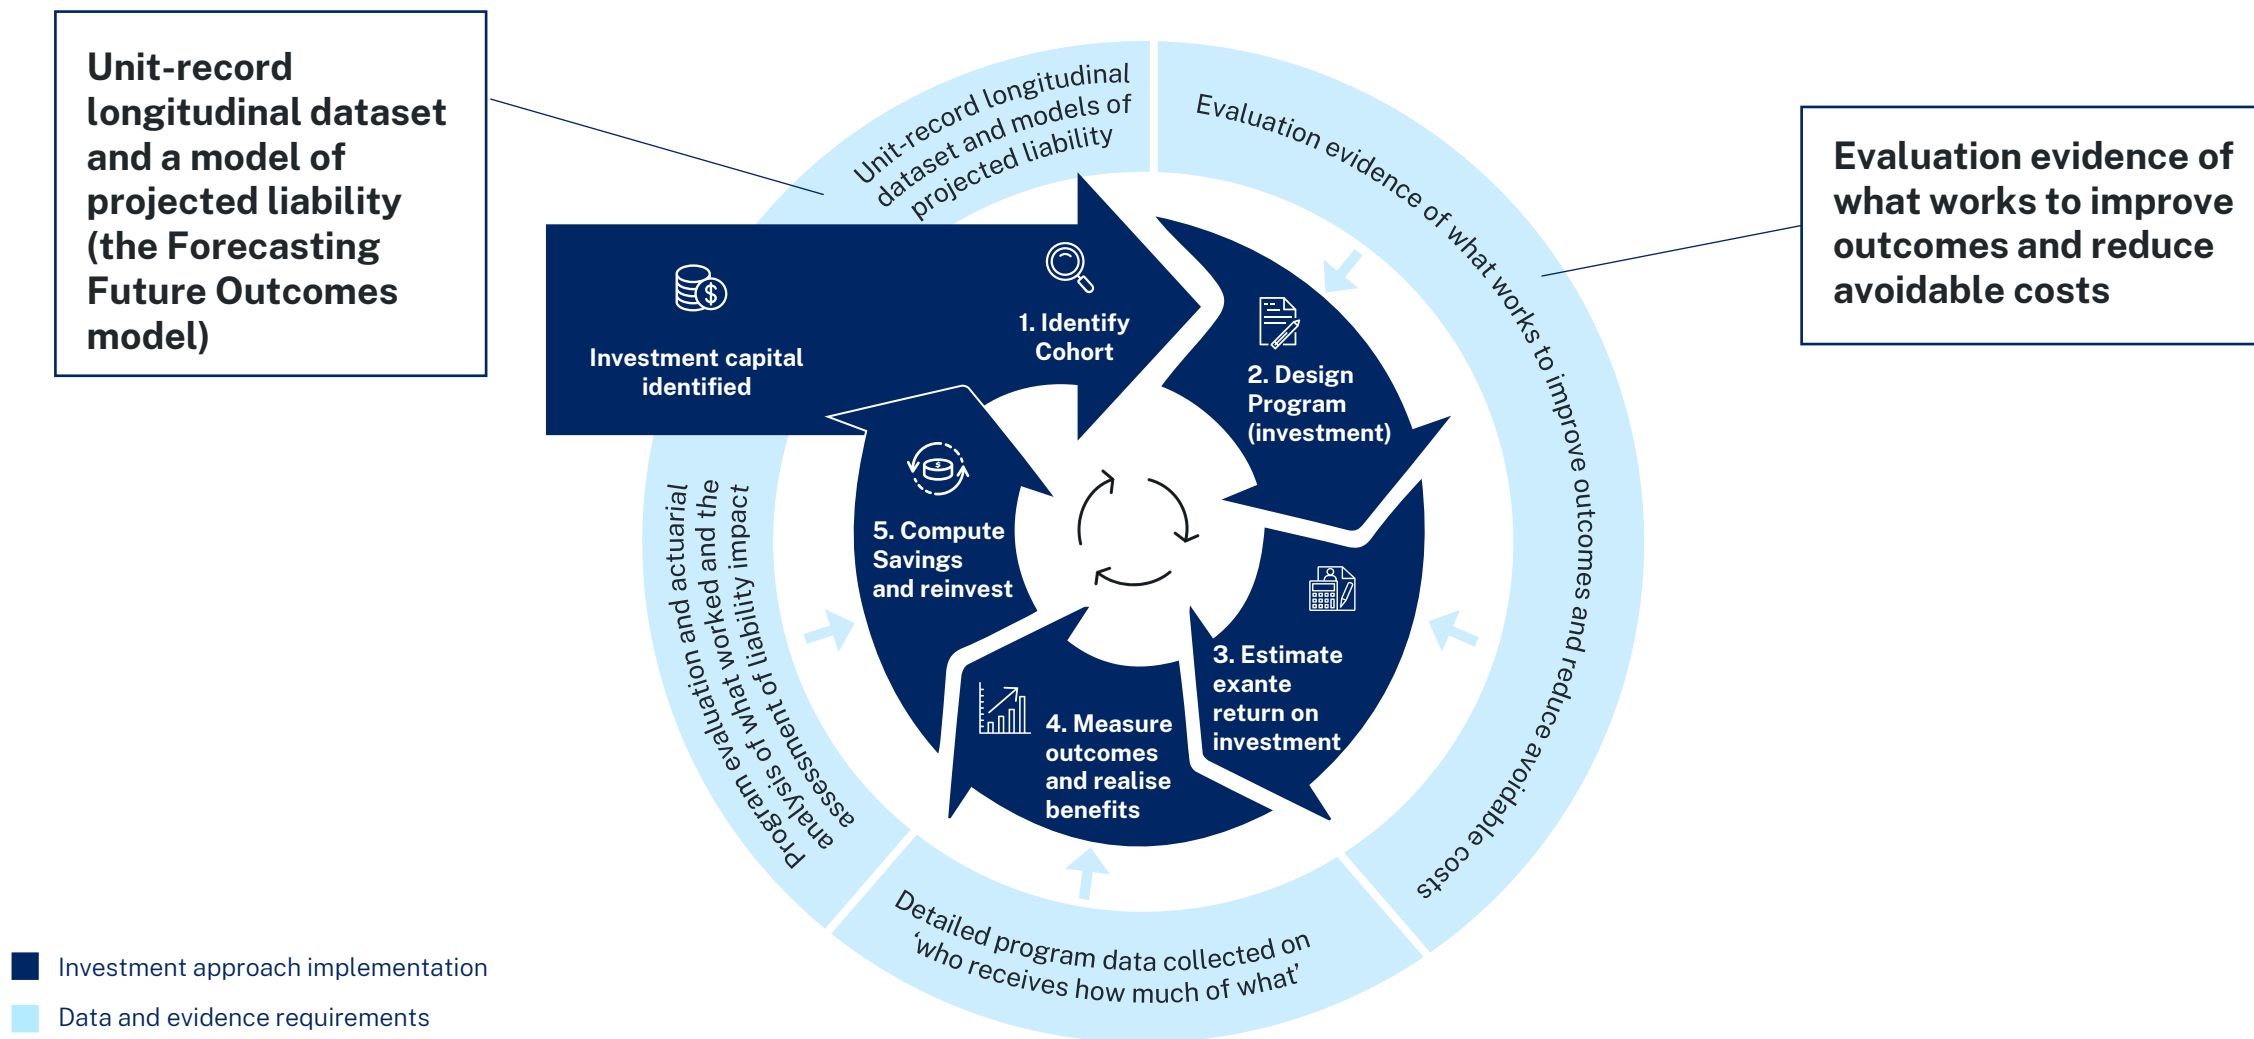 Unit-record
longitudinal dataset
and a model of
projected liability
(the Forecasting
Future Outcomes
model)
Unit-record longitudinal
dataset and models of
projected liability
Evaluation evidence of what works to improve outcomes and reduce avoidable costs
Evaluation evidence of
what works to improve
outcomes and reduce
avoidable costs
Investment capital
identified
$
1. Identify
Cohort
2. Design
Program
(investment)
3. Estimate
exante
return on
investment
4. Measure
outcomes
and realise
benefits
$
5. Compute
Savings
and reinvest
Program evaluation and actuarial
analysis of what worked and the
assessment of liability impact
Detailed program data collected on
‘who receives how much of what’
Investment approach implementation
Data and evidence requirements